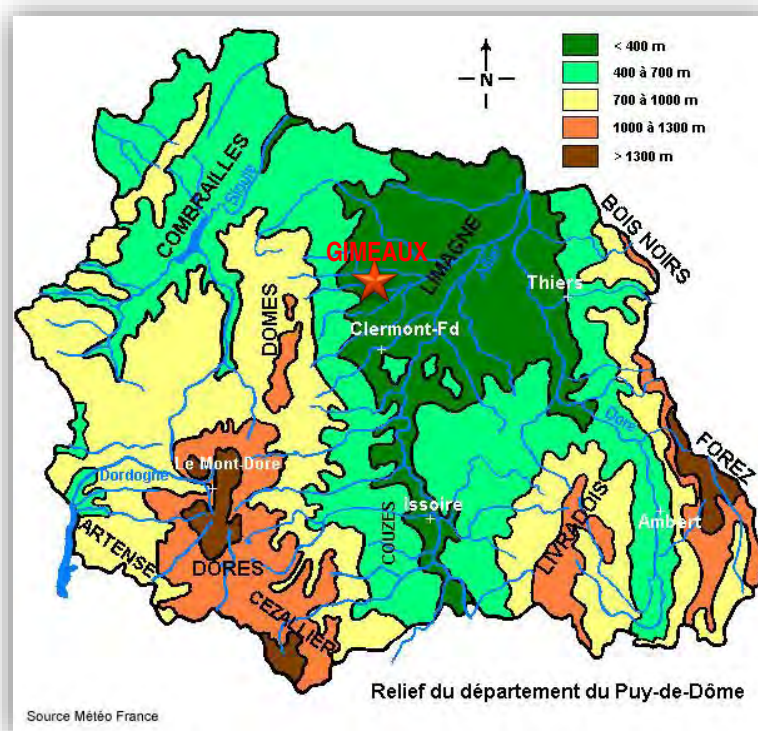 < 400 m
400 à 700 m
700 à 1000 m
1000 à 1300 m
> 1300 m
N
COMBRAILLES
Sioule
BOIS NOIRS
GIMEAUX
LIMAGNE
Allier
Thiers
DOMES
Clermont-Fd
Dore
FOREZ
Le Mont-Dore
Dordogne
Issoire
Ambert
LIVRADOIS
COUZES
ARTENSE
DORES
CEZALLIER
Relief du département du Puy-de-Dôme
Source Météo France